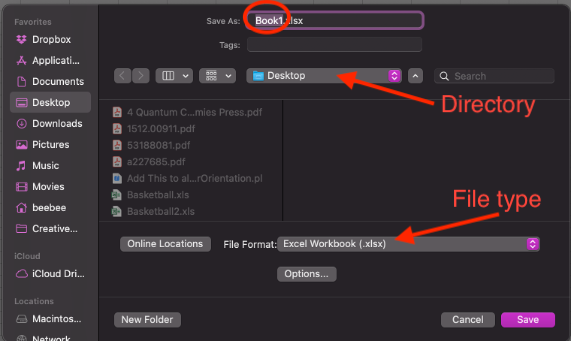 Favorites
Dropbox
Applicati...
Documents
Desktop
Downloads
Pictures
Music
Movies
beebee
Creative...
iCloud
iCloud Dri...
Locations
Macintos...
Network
Save As: Book1.xlsx
Tags:
Desktop
Search
Directory
4 Quantum C...mies Press.pdf
1512.00911.pdf
53188081.pdf
a227685.pdf
Add This to al...rOrientation.pl
Basketball.xls
Basketball2.xls
File type
Online Locations
File Format: Excel Workbook (.xlsx)
Options...
New Folder
Cancel
Save